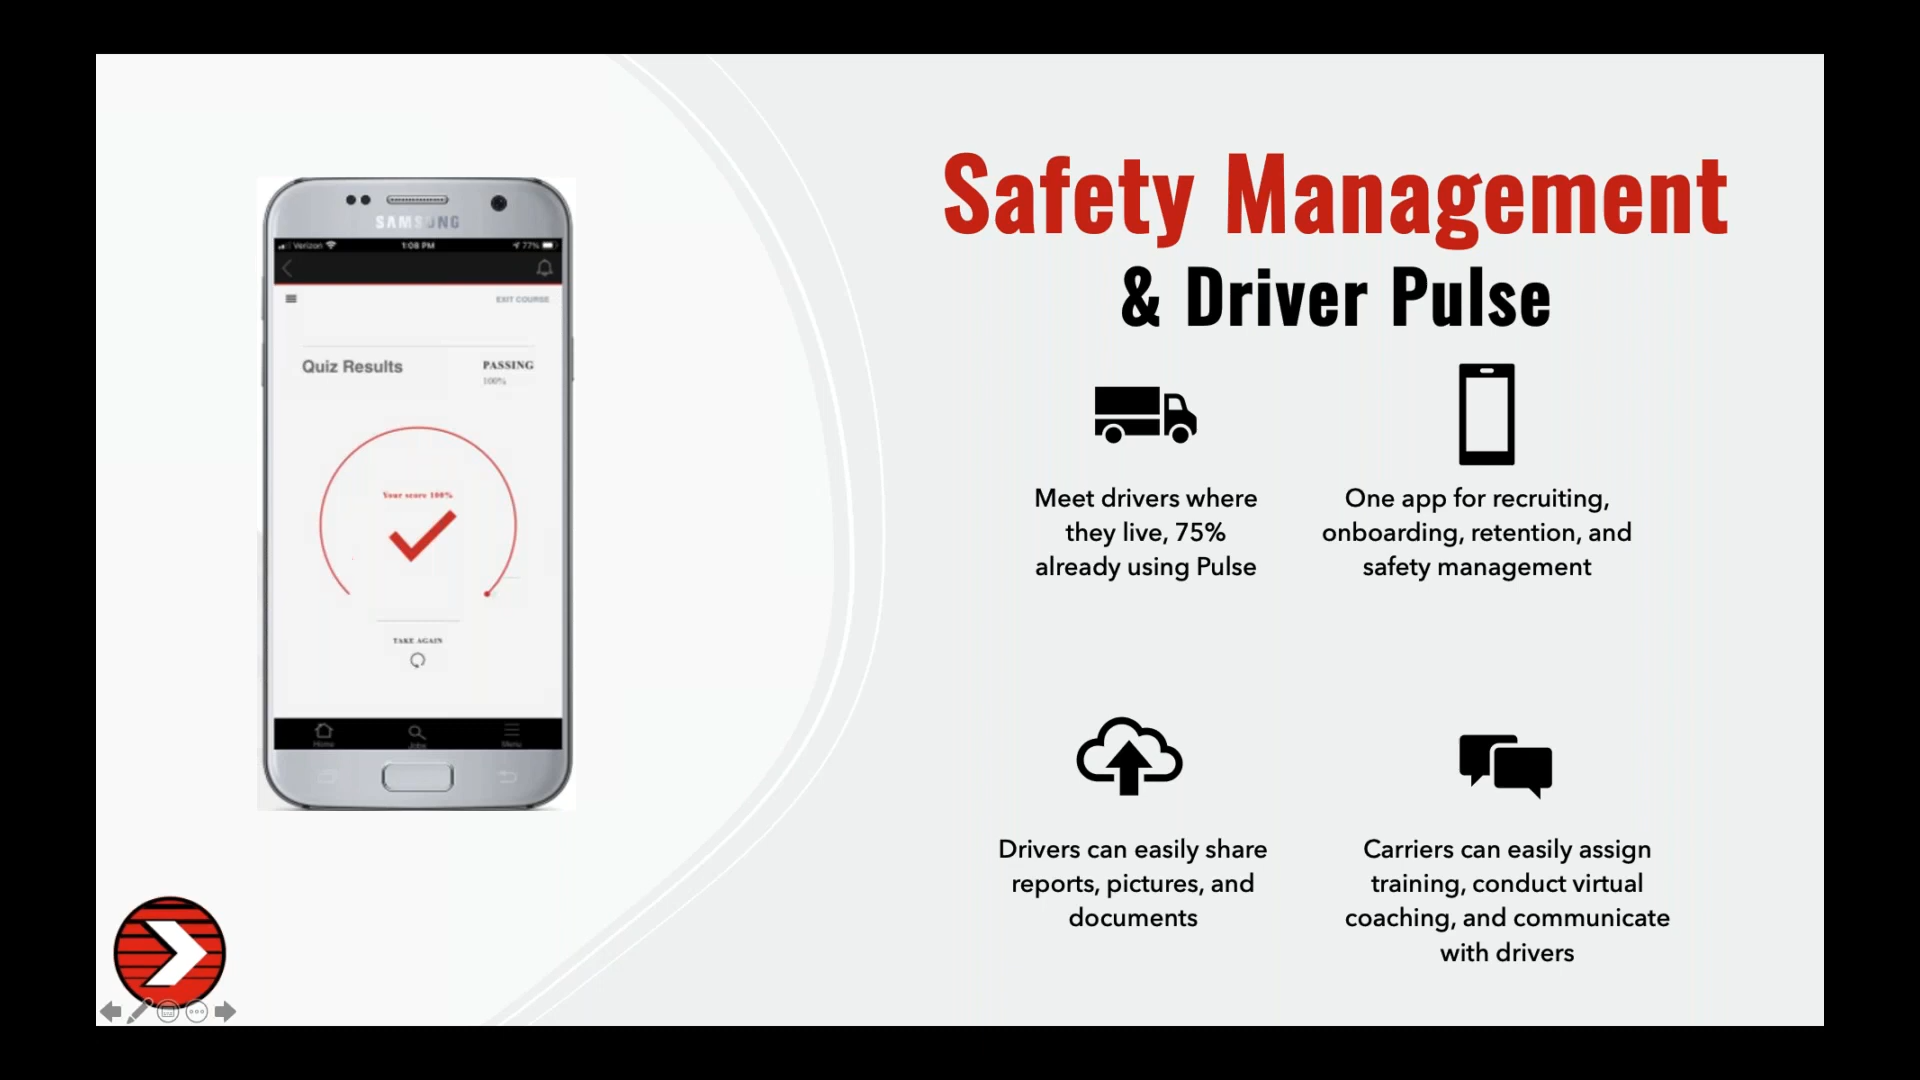 SAMSUNG
Verizon 1:08 PM 77%
EXIT COURSE
Quiz Results PASSING
100%
Your score 100%
TAKE AGAIN
Home Jobs Menu
Safety Management
& Driver Pulse
Meet drivers where
they live, 75%
already using Pulse
One app for recruiting,
onboarding, retention, and
safety management
Drivers can easily share
reports, pictures, and
documents
Carriers can easily assign
training, conduct virtual
coaching, and communicate
with drivers